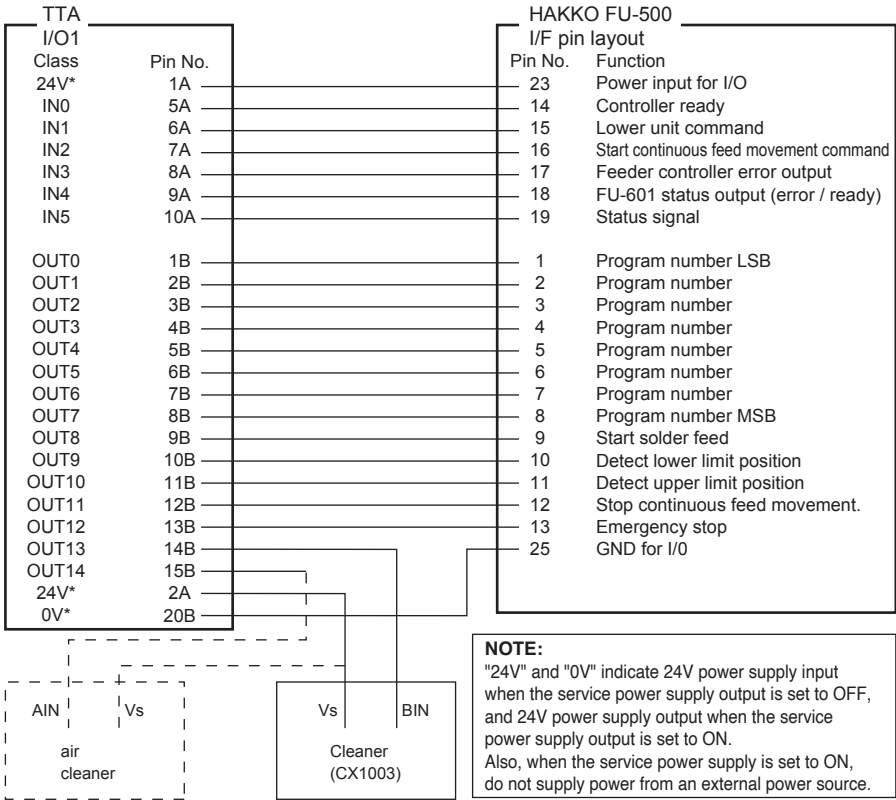 TTA HAKKO FU-500
I/O1 I/F pin layout
Class Pin No. Pin No. Function
24V* 1A 23 Power input for I/O
IN0 5A 14 Controller ready
IN1 6A 15 Lower unit command
IN2 7A 16 Start continuous feed movement command
IN3 8A 17 Feeder controller error output
IN4 9A 18 FU-601 status output (error / ready)
IN5 10A 19 Status signal
OUT0 1B 1 Program number LSB
OUT1 2B 2 Program number
OUT2 3B 3 Program number
OUT3 4B 4 Program number
OUT4 5B 5 Program number
OUT5 6B 6 Program number
OUT6 7B 7 Program number
OUT7 8B 8 Program number MSB
OUT8 9B 9 Start solder feed
OUT9 10B 10 Detect lower limit position
OUT10 11B 11 Detect upper limit position
OUT11 12B 12 Stop continuous feed movement.
OUT12 13B 13 Emergency stop
OUT13 14B 25 GND for I/0
OUT14 15B
24V* 2A
0V* 20B
AIN Vs
air
cleaner
Vs BIN
Cleaner
(CX1003)
NOTE:
"24V" and "0V" indicate 24V power supply input
when the service power supply output is set to OFF,
and 24V power supply output when the service
power supply output is set to ON.
Also, when the service power supply is set to ON,
do not supply power from an external power source.